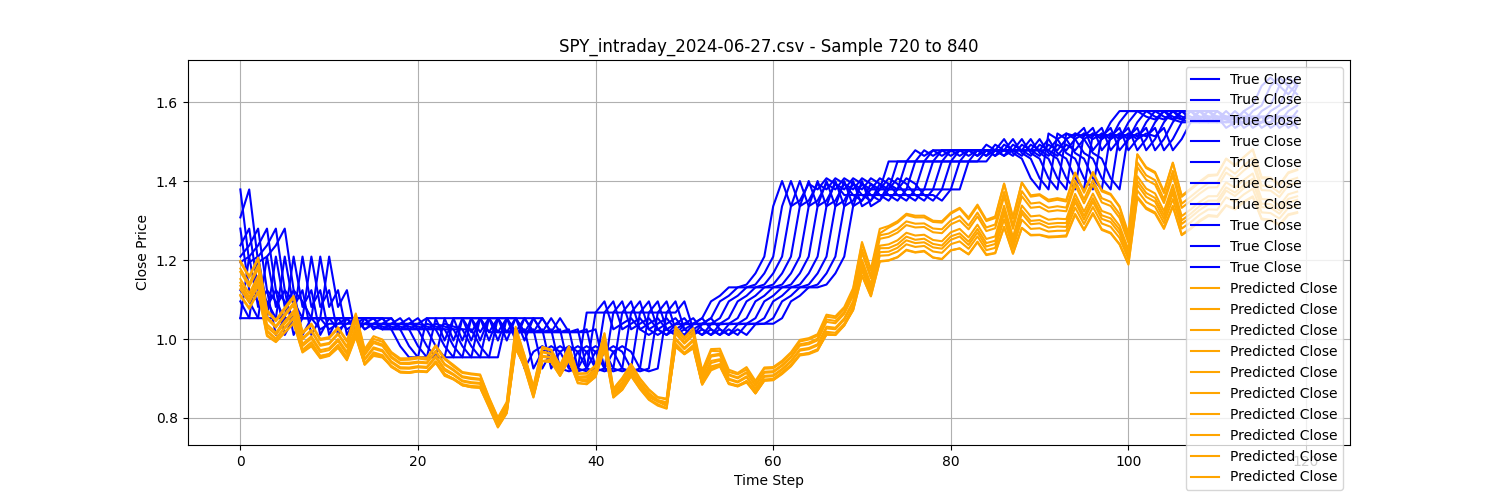 SPY_intraday_2024-06-27.csv - Sample 720 to 840
Close Price
1.6
1.4
1.2
1.0
0.8
0
20
40
60
80
100
120
Time Step
True Close
True Close
True Close
True Close
True Close
True Close
True Close
True Close
True Close
True Close
Predicted Close
Predicted Close
Predicted Close
Predicted Close
Predicted Close
Predicted Close
Predicted Close
Predicted Close
Predicted Close
Predicted Close